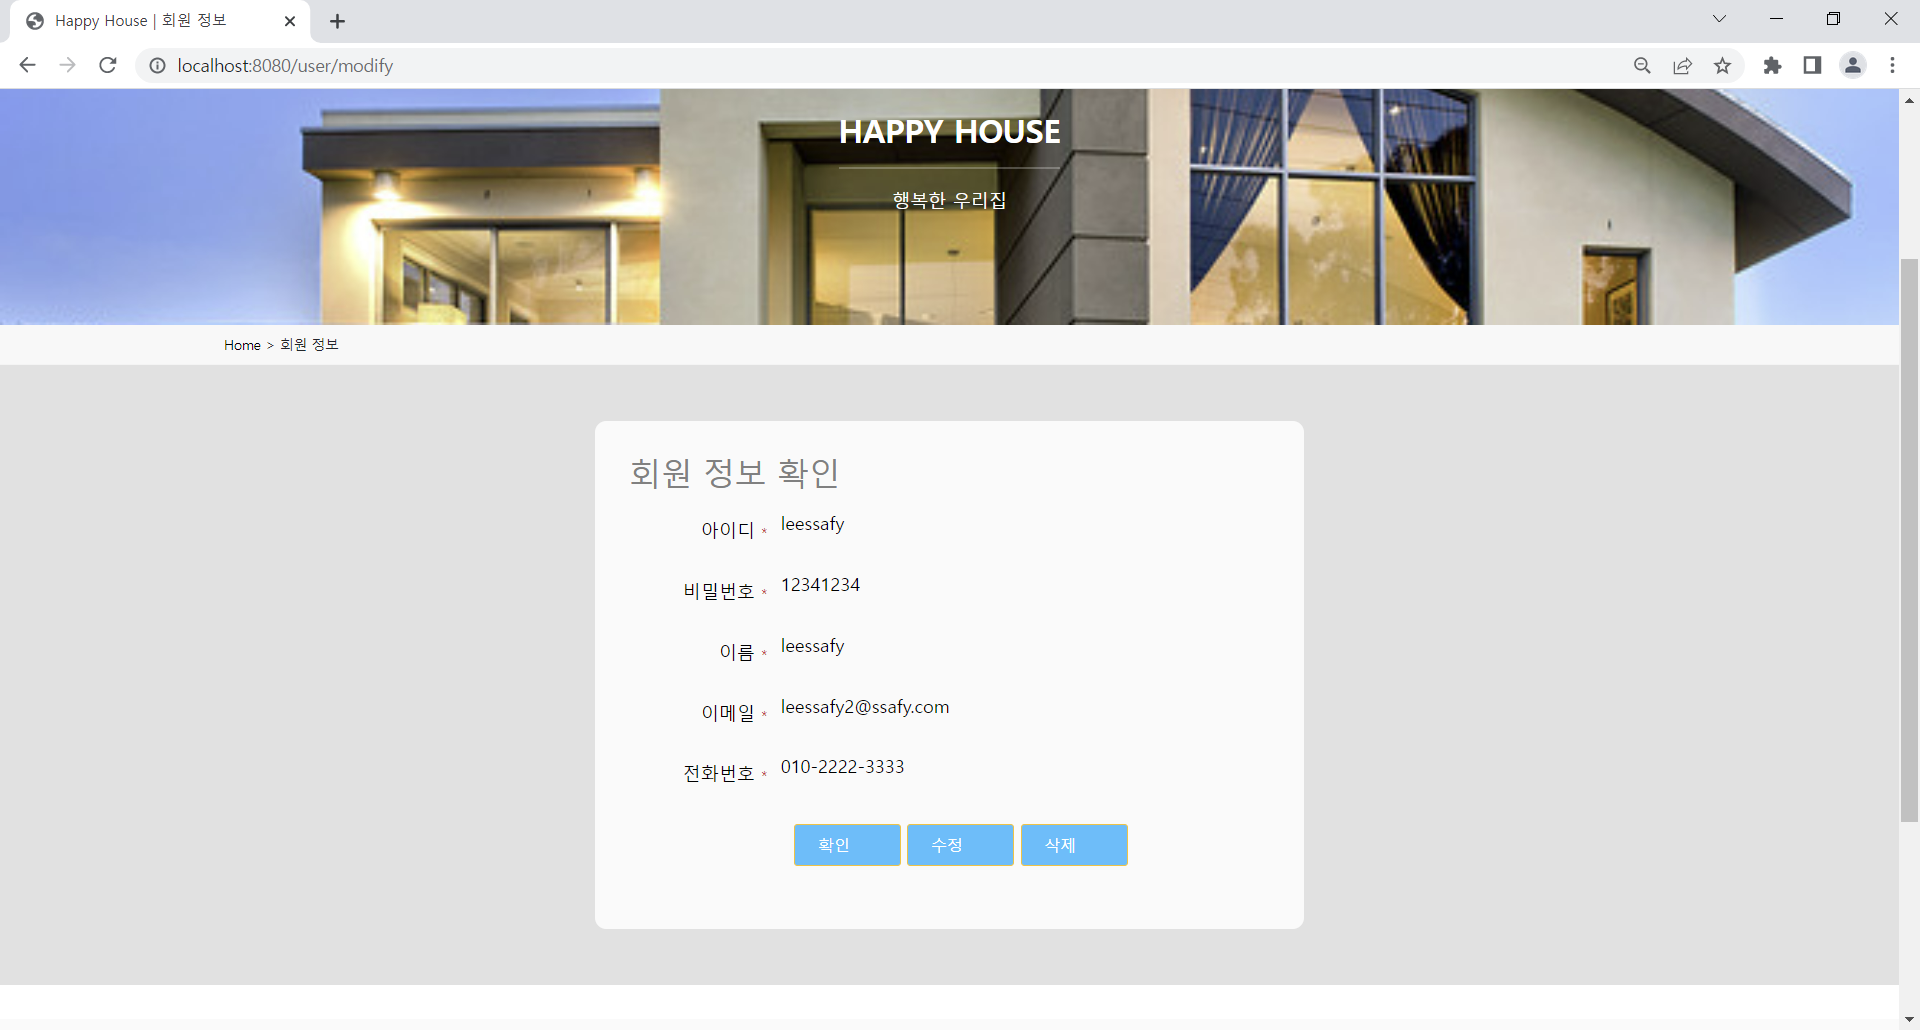 Happy House | 회원 정보
localhost:8080/user/modify
HAPPY HOUSE
행복한 우리집
Home > 회원 정보
회원 정보 확인
아이디 * leessafy
비밀번호 * 12341234
이름 * leessafy
이메일 * leessafy2@ssafy.com
전화번호 * 010-2222-3333
확인 수정 삭제